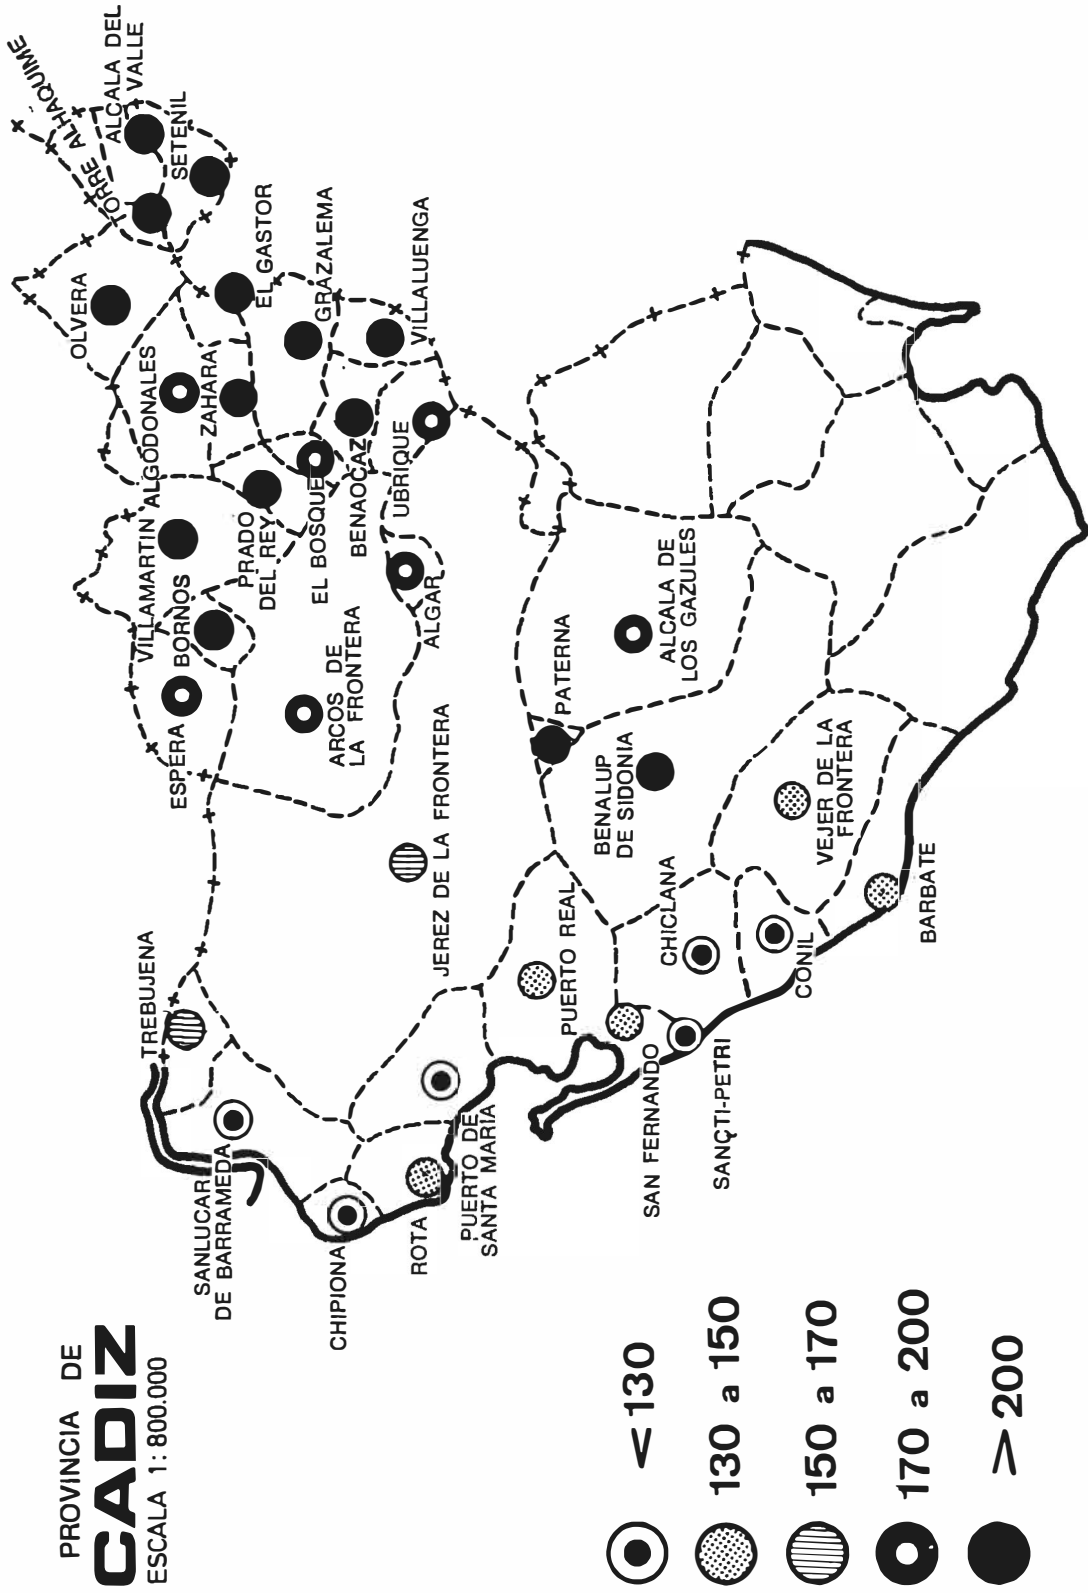 PROVINCIA DE
CADIZ
ESCALA 1: 800.000
<130
130 a 150
150 a 170
170 a 200
>200
TREBUJENA
SANLUCAR
DE BARRAMEDA
CHIPIONA
ROTA
PUERTO DE
SANTA MARIA
JEREZ DE LA FRONTERA
PUERTO REAL
SAN FERNANDO
SANÇTI-PETRI
CHICLANA
CONIL
BARBATE
VEJER DE LA
FRONTERA
BENALUP
DE SIDONIA
PATERNA
ALCALA DE
LOS GAZULES
ESPERA
BORNOS
VILLAMARTIN
ARCOS DE
LA FRONTERA
ALGAR
PRADO
DEL REY
EL BOSQUE
BENAOCAZ
UBRIQUE
ALGODONALES
ZAHARA
OLVERA
EL GASTOR
GRAZALEMA
VILLALUENGA
TORRE ALHAQUIME
ALCALA DEL
VALLE
SETENIL